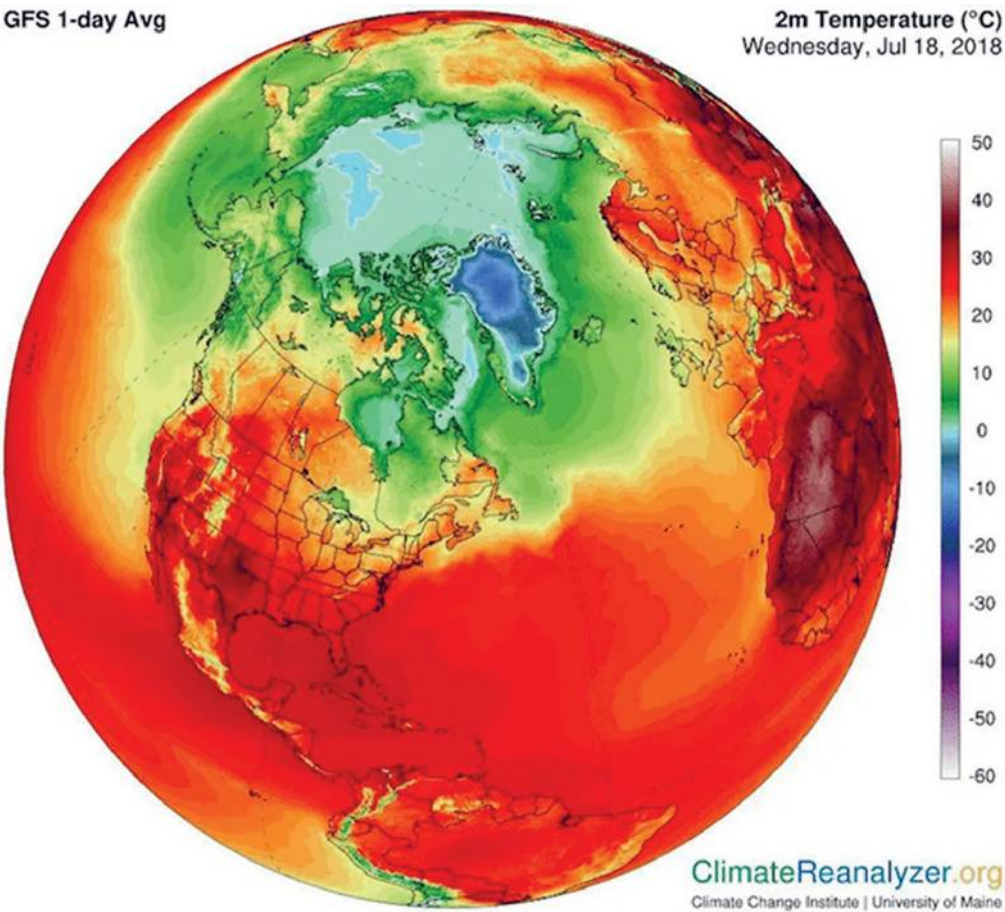 GFS 1-day Avg
2m Temperature (°C)
Wednesday, Jul 18, 2018
50
40
30
20
10
0
-10
-20
-30
-40
-50
-60
ClimateReanalyzer.org
Climate Change Institute | University of Maine